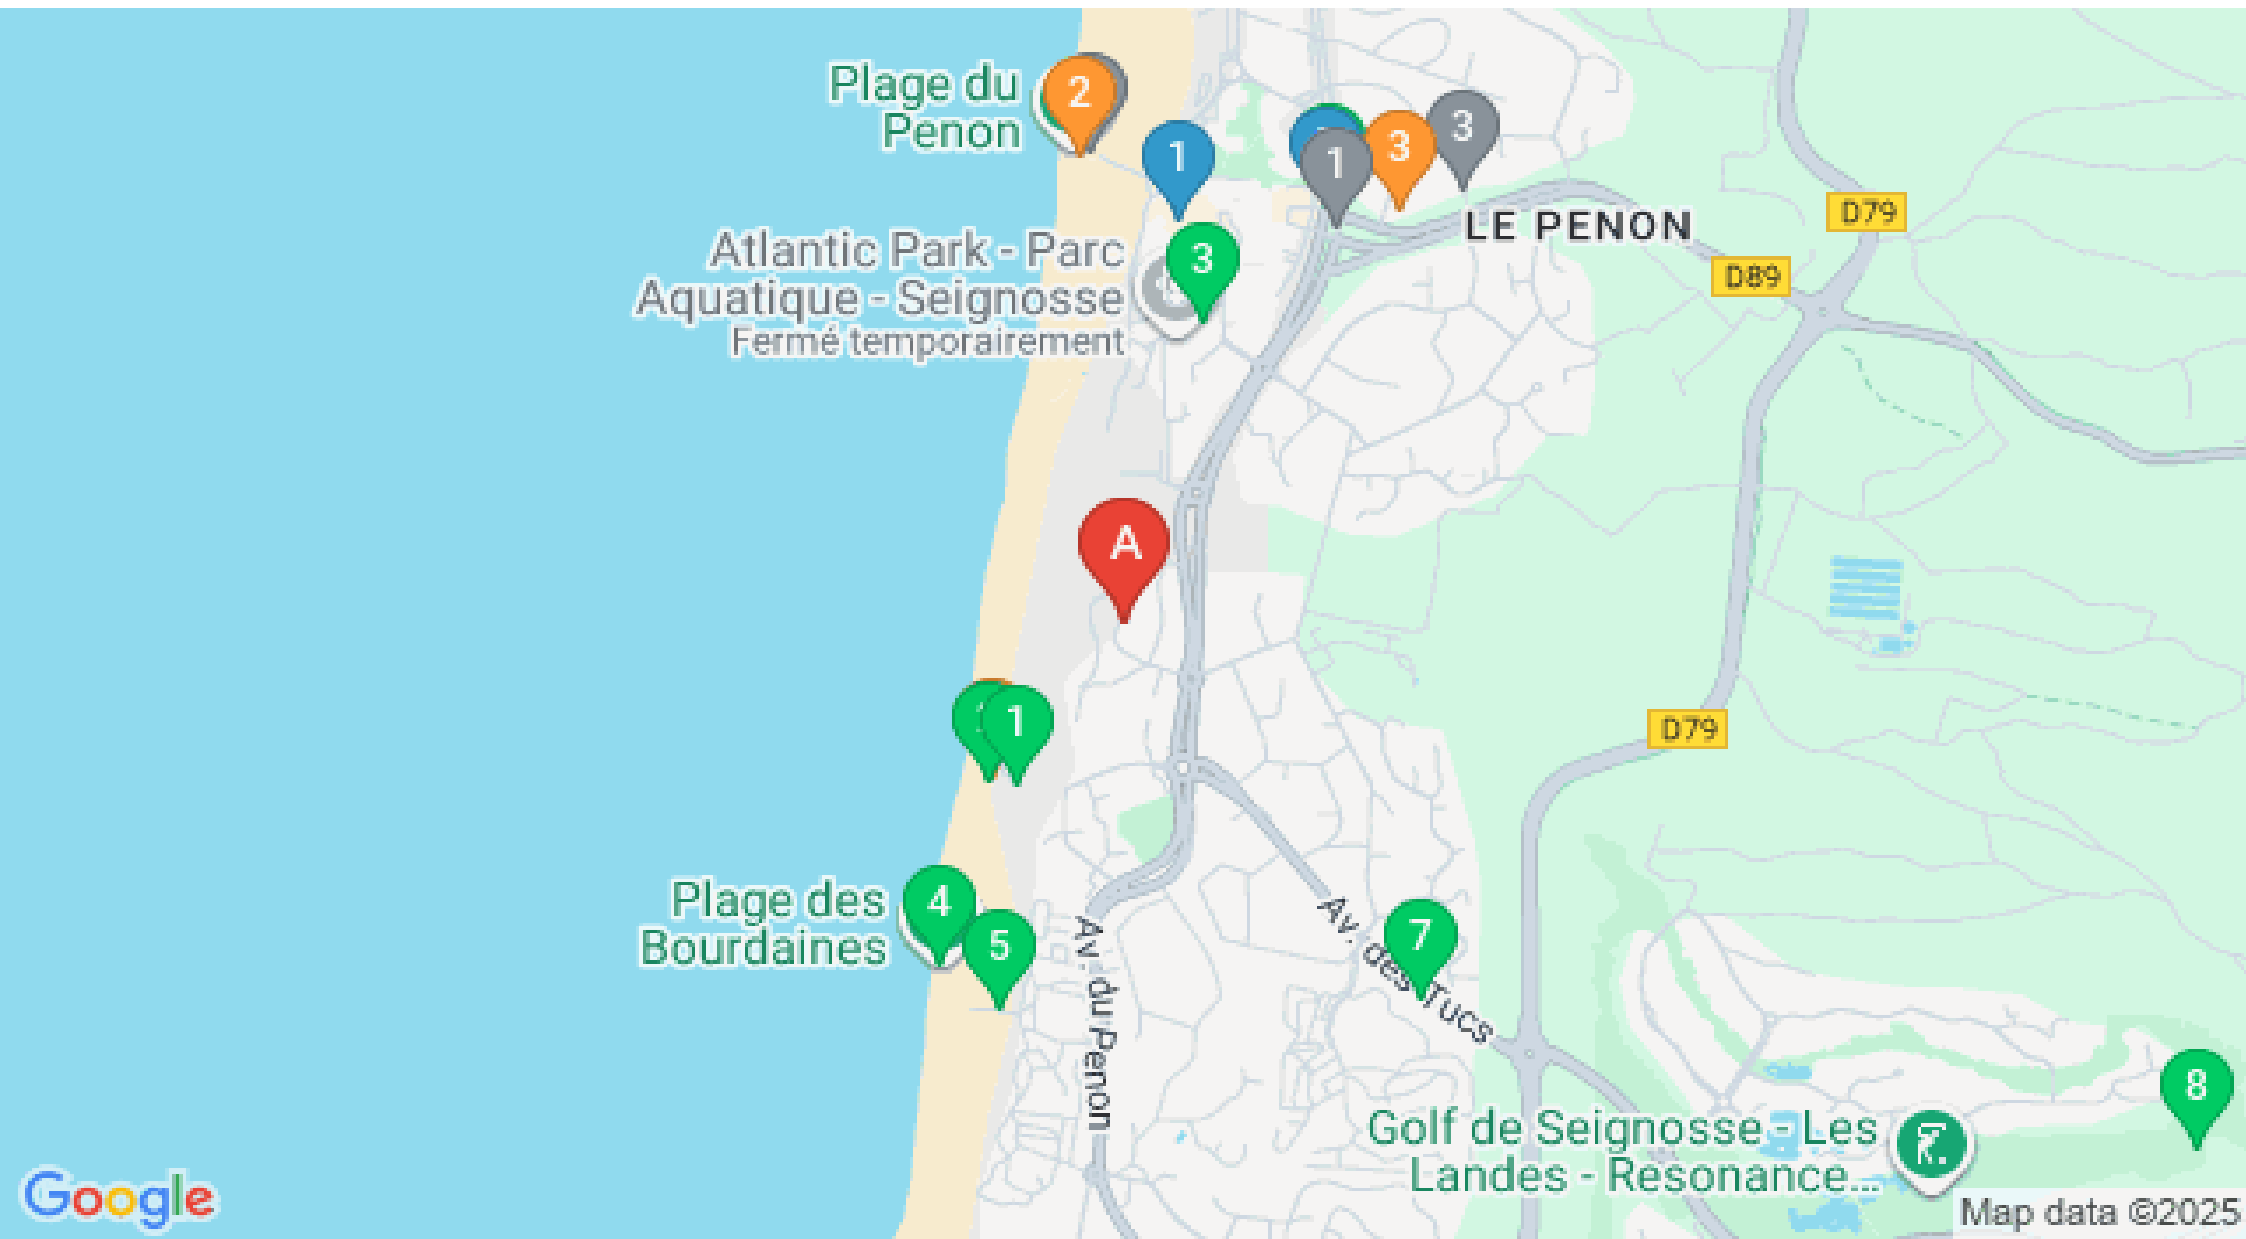 Plage du
Penon
2
1
1
3
3
LE PENON
D79
Atlantic Park - Parc
Aquatique - Seignosse
Fermé temporairement
3
D89
A
1
D79
Plage des
Bourdaines
4
5
Av. du Penon
Av. des Tucs
7
8
Golf de Seignosse - Les
Landes - Resonance...
Google
Map data ©2025